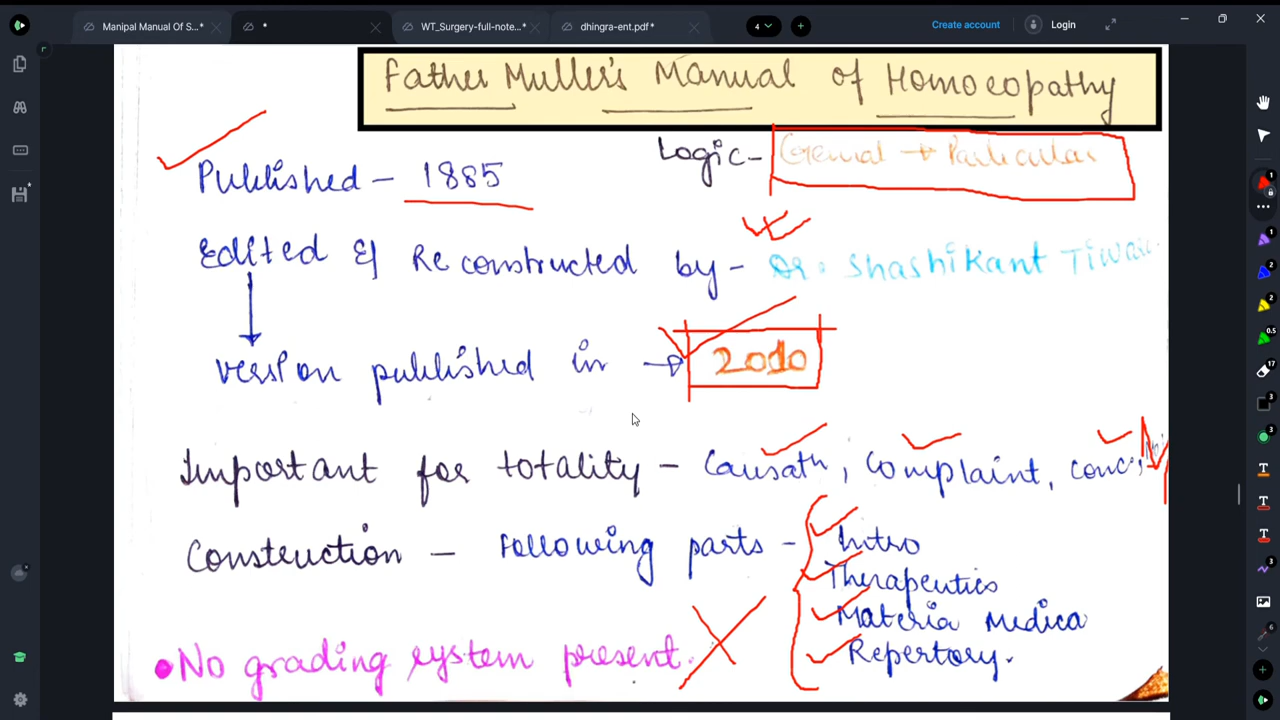 Manipal Manual Of S...*
*
WT_Surgery-full-note...*
dhingra-ent.pdf*
4
Create account
Login
Father Muller's Manual of Homoeopathy
Logic - General → Particular
Published - 1885
Edited & Reconstructed by - Dr. Shashikant Tiwari
version published in → 2010
Important for totality - Causatn, Complaint, Conc.,
Construction - Following parts - Intro
Therapeutics
Materia Medica
Repertory.
• No grading system present.